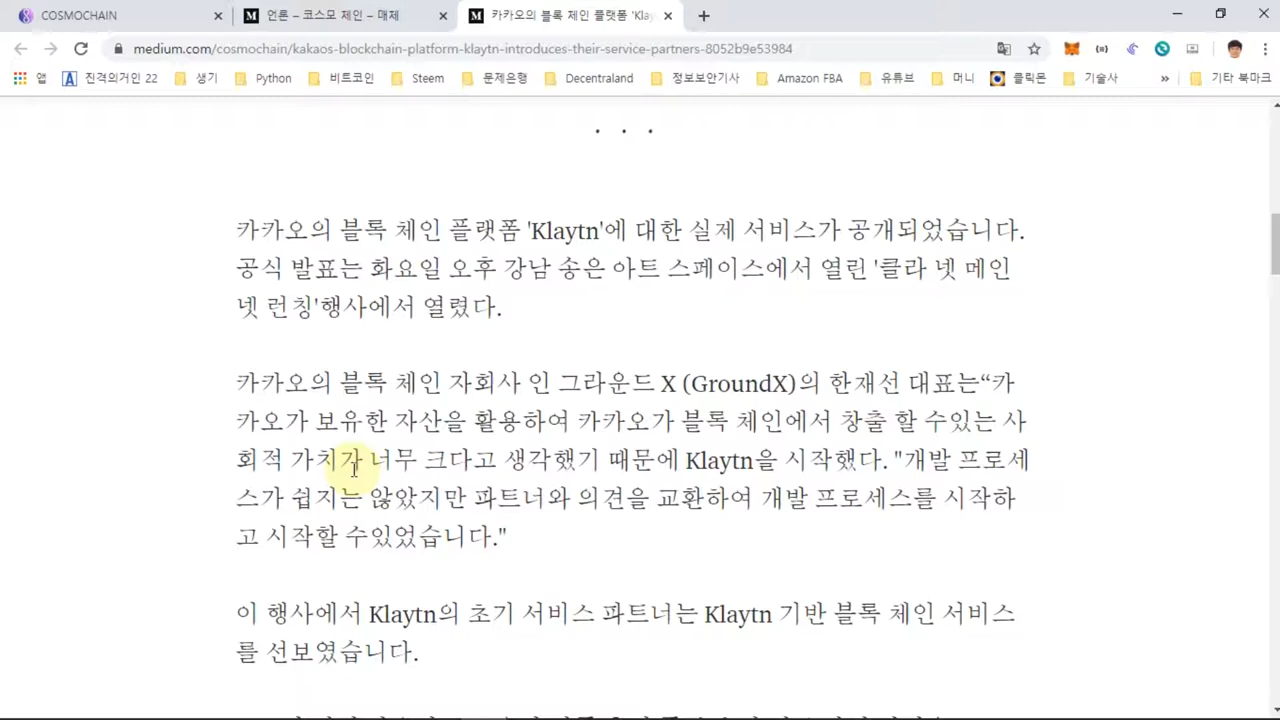 COSMOCHAIN
언론 – 코스모 체인 – 매체
카카오의 블록 체인 플랫폼 'Klay
medium.com/cosmochain/kakaos-blockchain-platform-klaytn-introduces-their-service-partners-8052b9e53984
앱 진격의거인 22 생기 Python 비트코인 Steem 문제은행 Decentraland 정보보안기사 Amazon FBA 유튜브 머니 클릭몬 기술사 » 기타 북마크
. . .
카카오의 블록 체인 플랫폼 'Klaytn'에 대한 실제 서비스가 공개되었습니다.
공식 발표는 화요일 오후 강남 송은 아트 스페이스에서 열린 '클라 넷 메인
넷 런칭'행사에서 열렸다.
카카오의 블록 체인 자회사 인 그라운드 X (GroundX)의 한재선 대표는“카
카오가 보유한 자산을 활용하여 카카오가 블록 체인에서 창출 할 수있는 사
회적 가치가 너무 크다고 생각했기 때문에 Klaytn을 시작했다. "개발 프로세
스가 쉽지는 않았지만 파트너와 의견을 교환하여 개발 프로세스를 시작하
고 시작할 수있었습니다."
이 행사에서 Klaytn의 초기 서비스 파트너는 Klaytn 기반 블록 체인 서비스
를 선보였습니다.